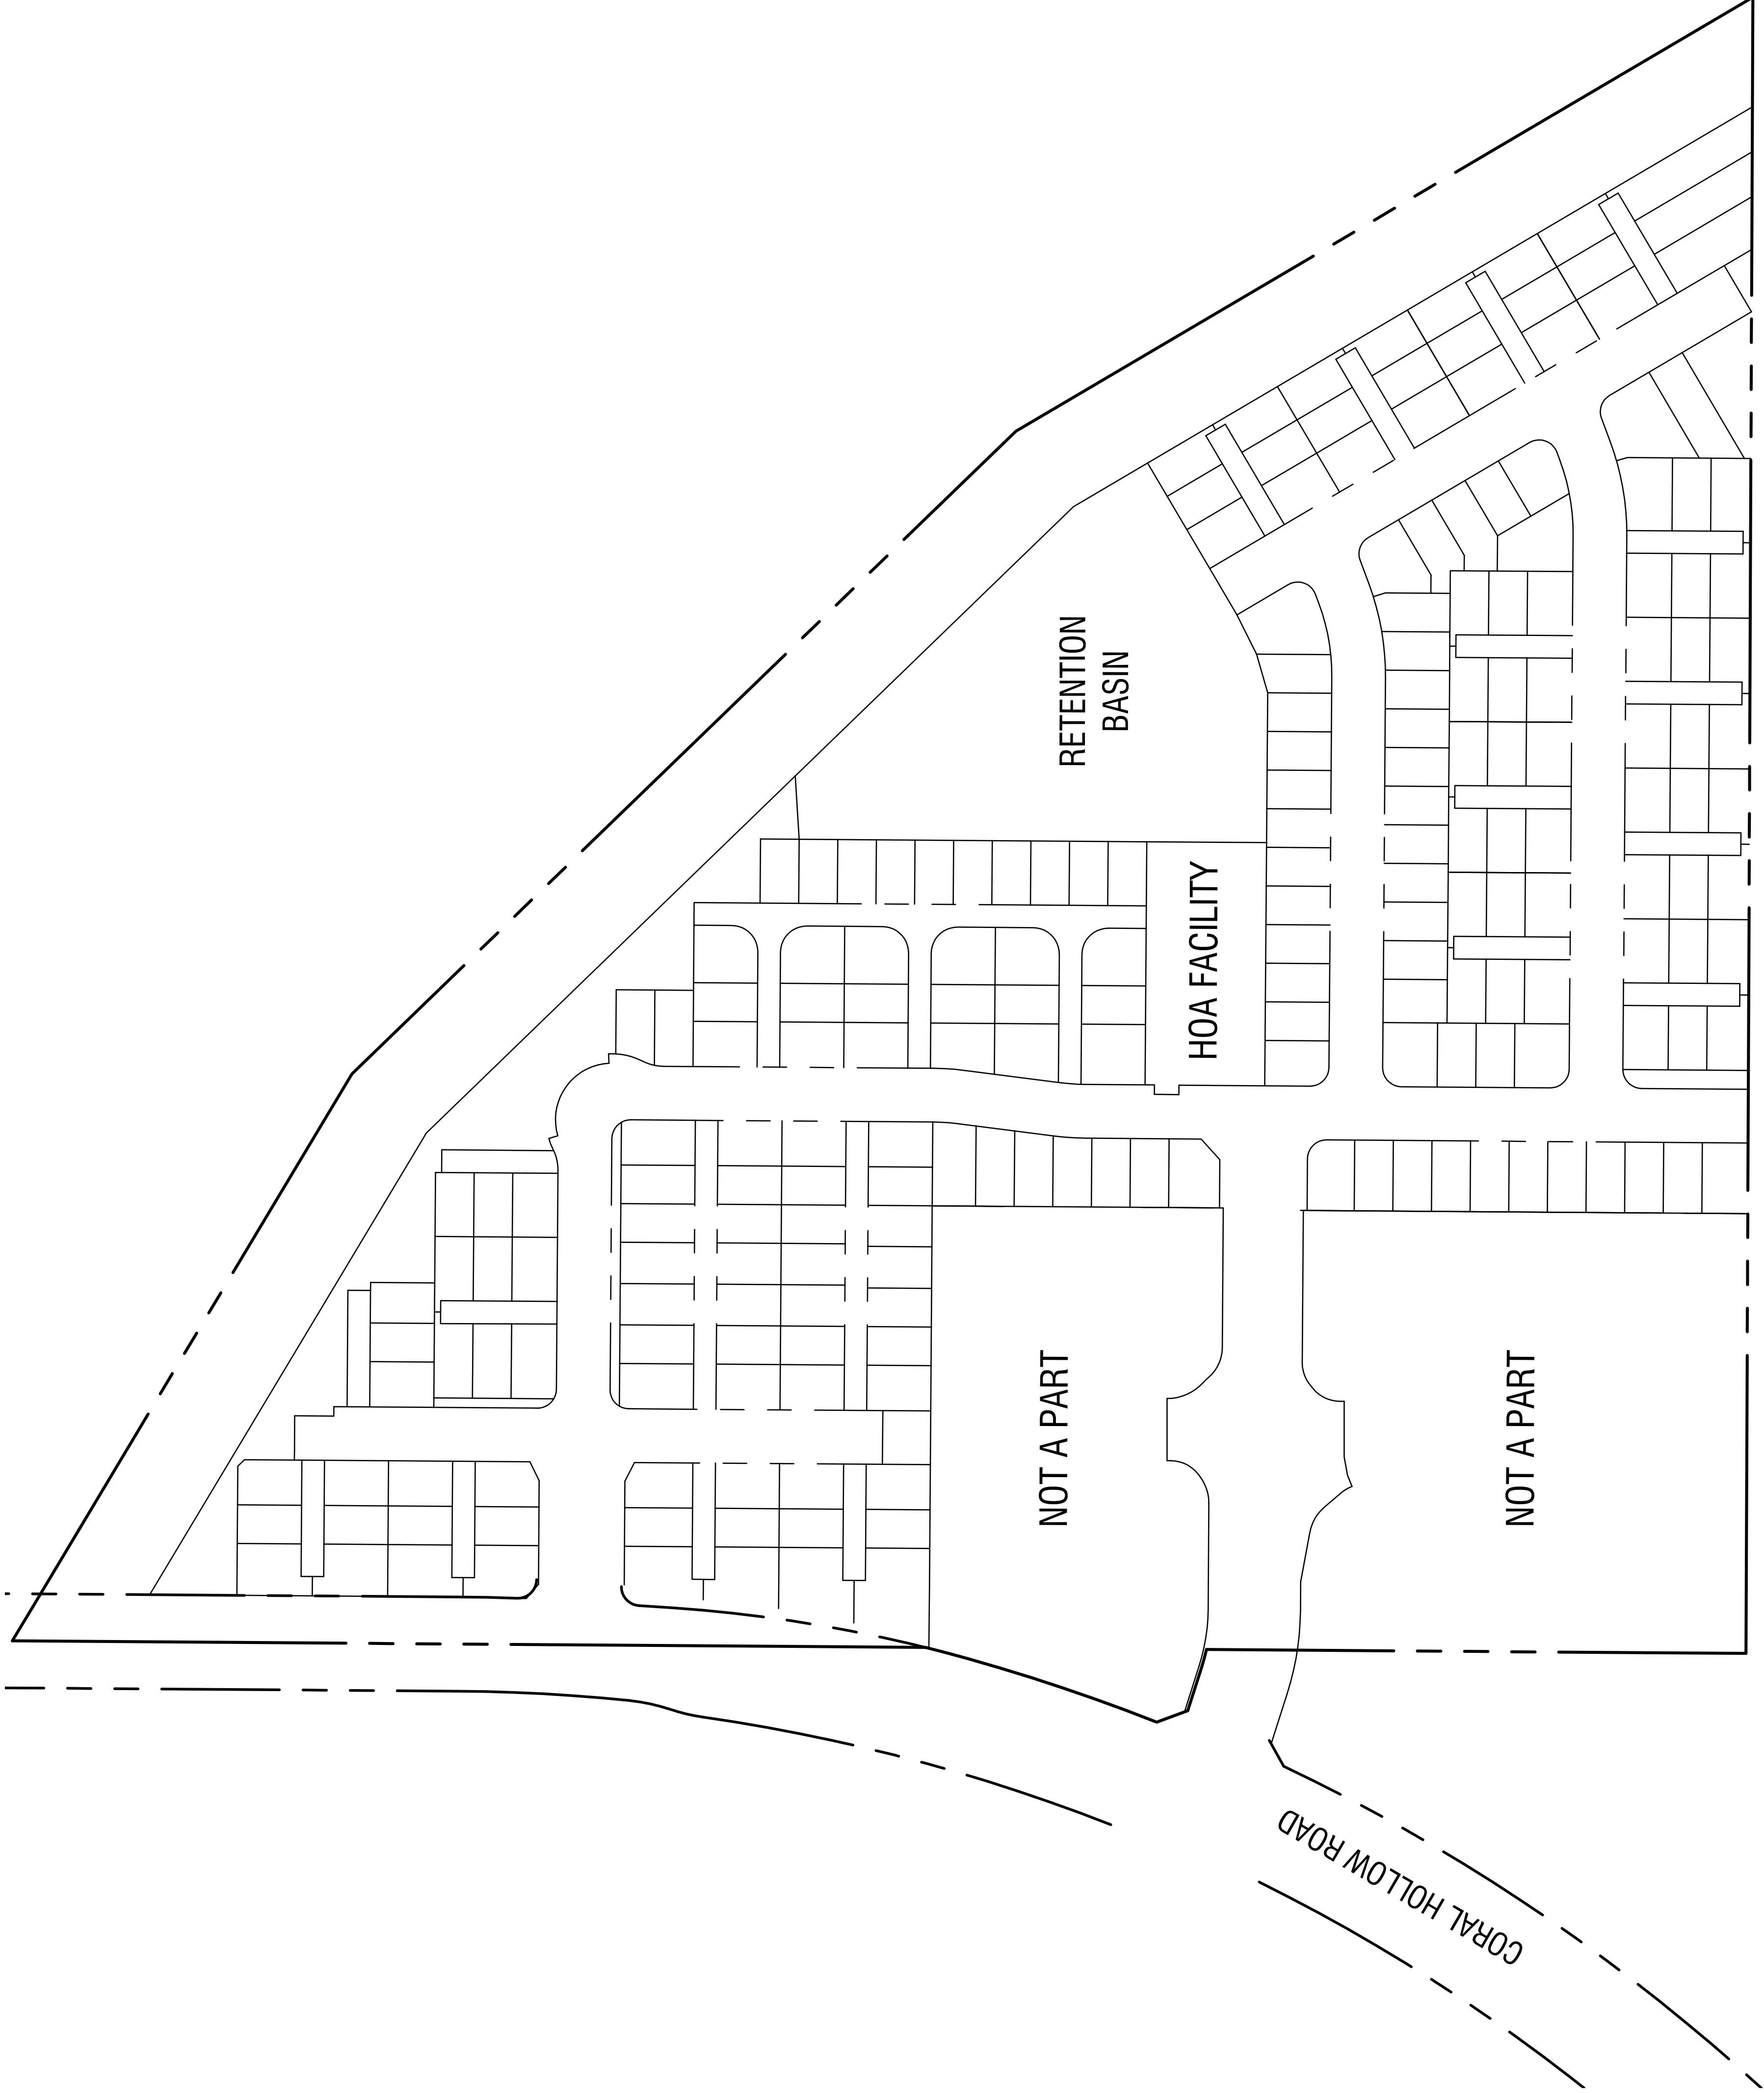 RETENTION
BASIN
HOA FACILITY
NOT A PART
NOT A PART
CORAL HOLLOW ROAD